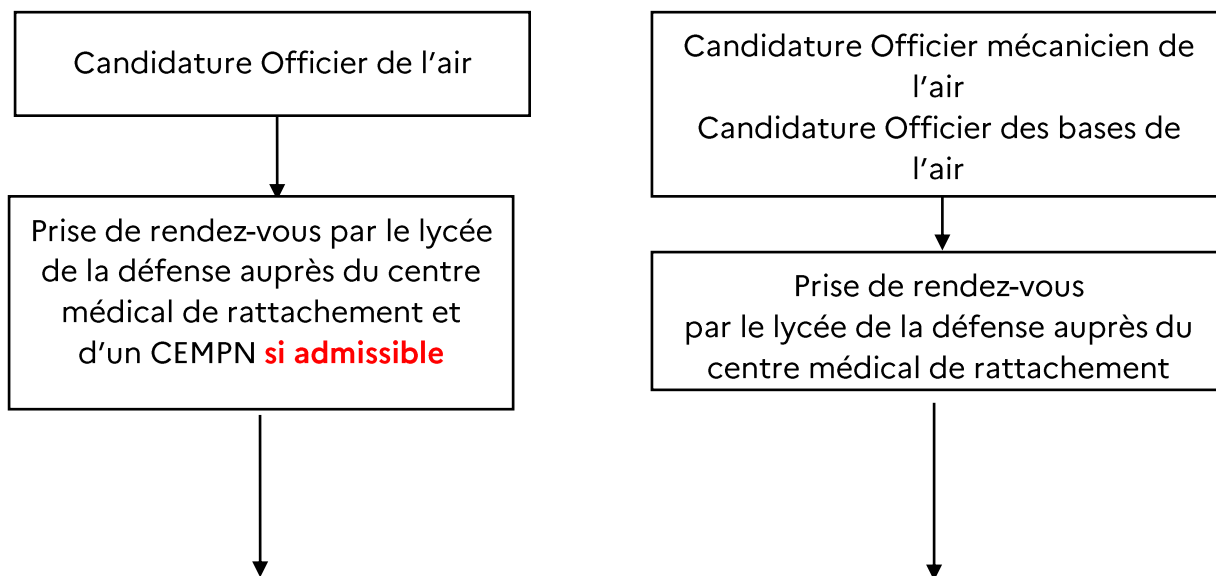 Candidature Officier de l’air
Prise de rendez-vous par le lycée
de la défense auprès du centre
médical de rattachement et
d’un CEMPN si admissible
Candidature Officier mécanicien de
l’air
Candidature Officier des bases de
l’air
Prise de rendez-vous
par le lycée de la défense auprès du
centre médical de rattachement